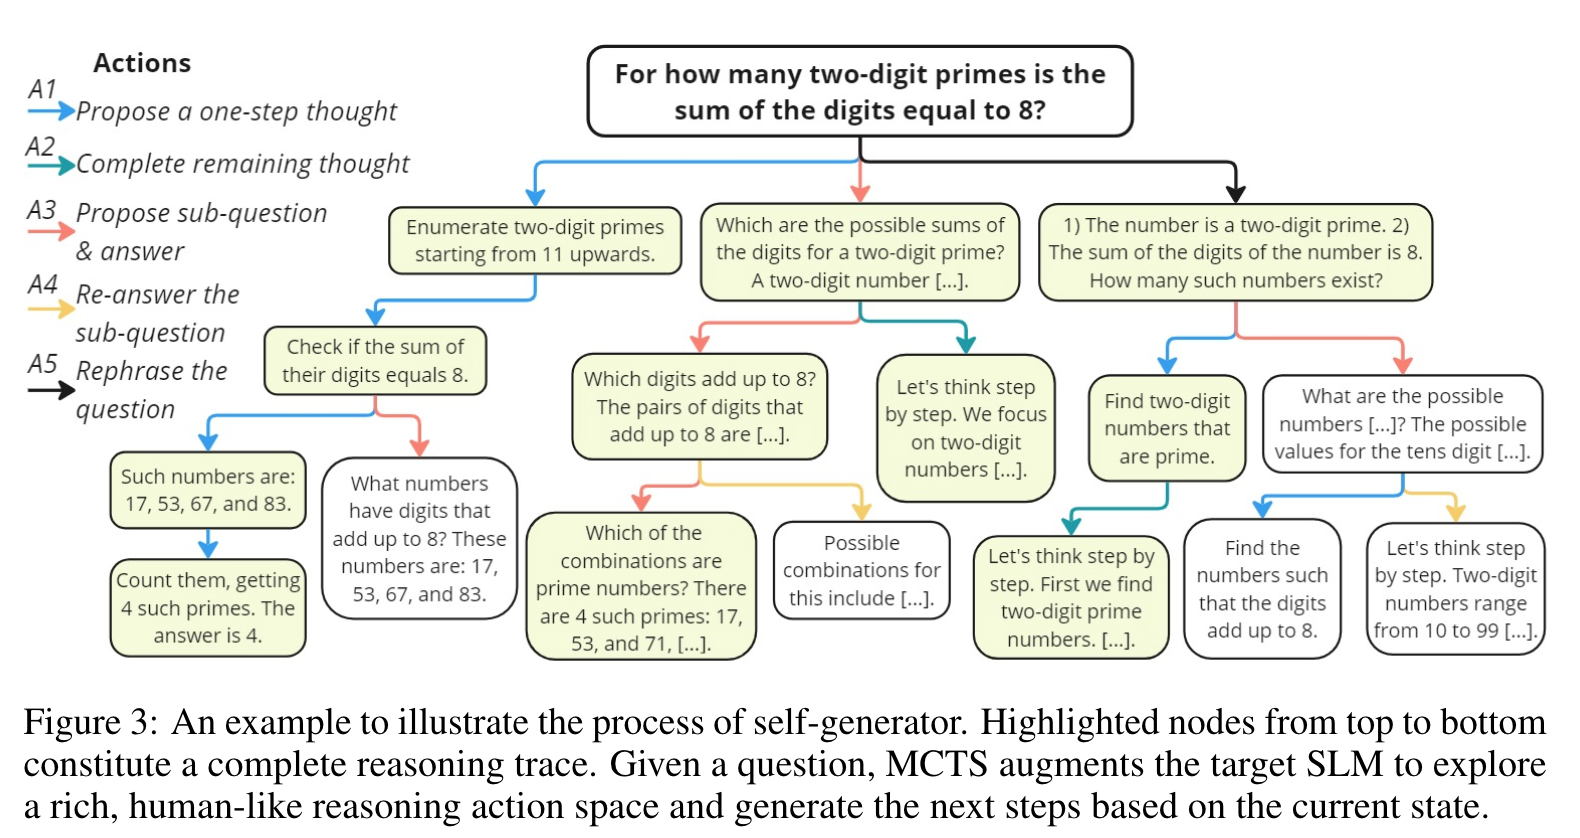 Actions
A1
Propose a one-step thought
A2
Complete remaining thought
A3
Propose sub-question
& answer
A4
Re-answer the
sub-question
A5
Rephrase the
question
For how many two-digit primes is the
sum of the digits equal to 8?
Enumerate two-digit primes
starting from 11 upwards.
Which are the possible sums of
the digits for a two-digit prime?
A two-digit number [...].
1) The number is a two-digit prime. 2)
The sum of the digits of the number is 8.
How many such numbers exist?
Check if the sum of
their digits equals 8.
Which digits add up to 8?
The pairs of digits that
add up to 8 are [...].
Let's think step
by step. We focus
on two-digit
numbers [...].
Find two-digit
numbers that
are prime.
What are the possible
numbers [...]? The possible
values for the tens digit [...].
Such numbers are:
17, 53, 67, and 83.
What numbers
have digits that
add up to 8? These
numbers are: 17,
53, 67, and 83.
Which of the
combinations are
prime numbers? There
are 4 such primes: 17,
53, and 71, [...].
Possible
combinations for
this include [...].
Let's think step by
step. First we find
two-digit prime
numbers. [...].
Find the
numbers such
that the digits
add up to 8.
Let's think step
by step. Two-digit
numbers range
from 10 to 99 [...].
Count them, getting
4 such primes. The
answer is 4.
Figure 3: An example to illustrate the process of self-generator. Highlighted nodes from top to bottom
constitute a complete reasoning trace. Given a question, MCTS augments the target SLM to explore
a rich, human-like reasoning action space and generate the next steps based on the current state.